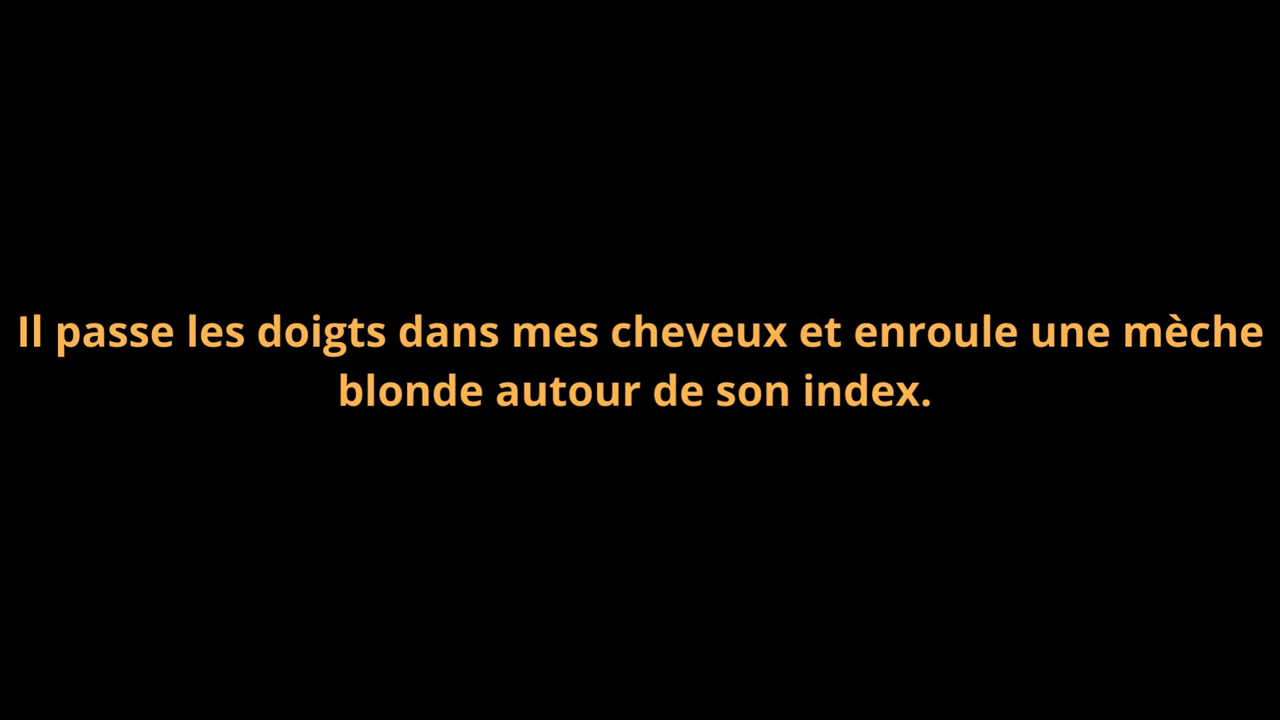 Il passe les doigts dans mes cheveux et enroule une mèche
blonde autour de son index.